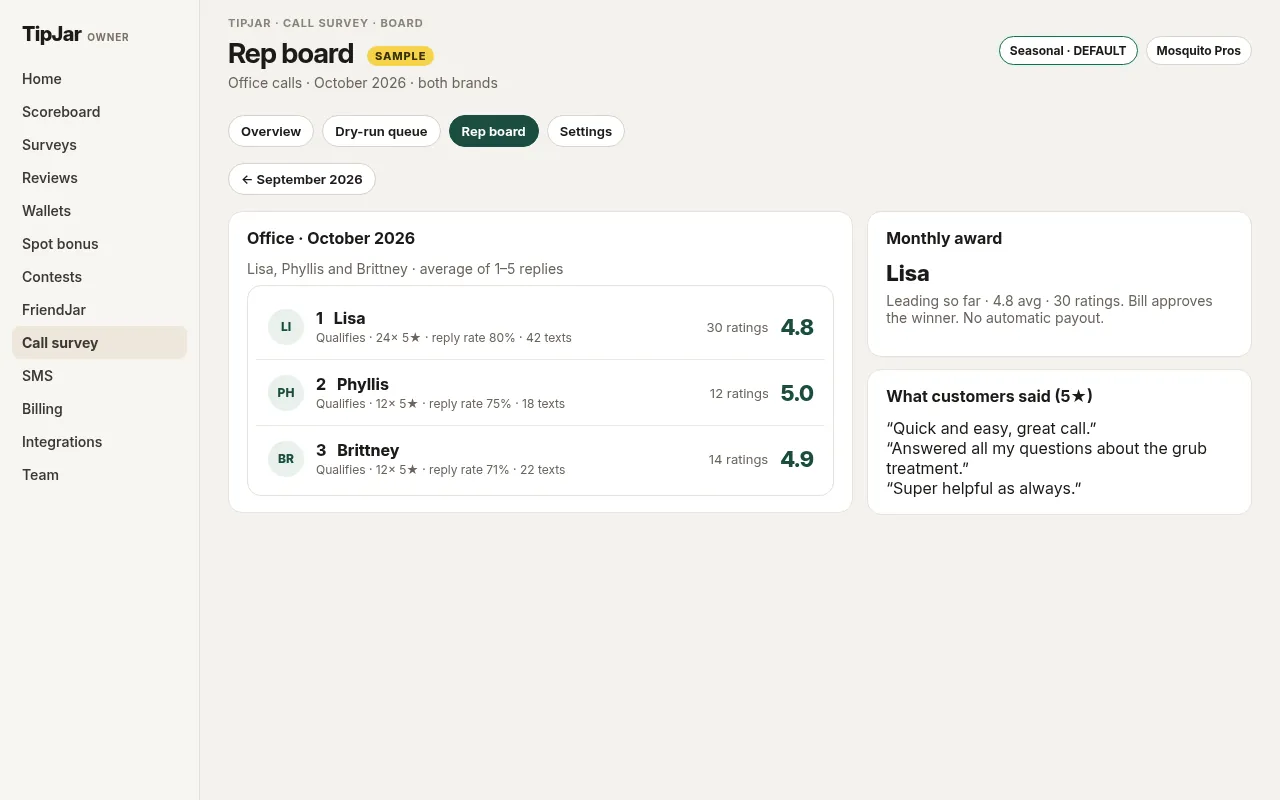 TipJar OWNER
Home
Scoreboard
Surveys
Reviews
Wallets
Spot bonus
Contests
FriendJar
Call survey
SMS
Billing
Integrations
Team
TIPJAR · CALL SURVEY · BOARD
Rep board SAMPLE
Office calls · October 2026 · both brands
Seasonal · DEFAULT
Mosquito Pros
Overview
Dry-run queue
Rep board
Settings
← September 2026
Office · October 2026
Lisa, Phyllis and Brittney · average of 1–5 replies
LI
1 Lisa
Qualifies · 24× 5★ · reply rate 80% · 42 texts
30 ratings 4.8
PH
2 Phyllis
Qualifies · 12× 5★ · reply rate 75% · 18 texts
12 ratings 5.0
BR
3 Brittney
Qualifies · 12× 5★ · reply rate 71% · 22 texts
14 ratings 4.9
Monthly award
Lisa
Leading so far · 4.8 avg · 30 ratings. Bill approves
the winner. No automatic payout.
What customers said (5★)
“Quick and easy, great call.”
“Answered all my questions about the grub
treatment.”
“Super helpful as always.”